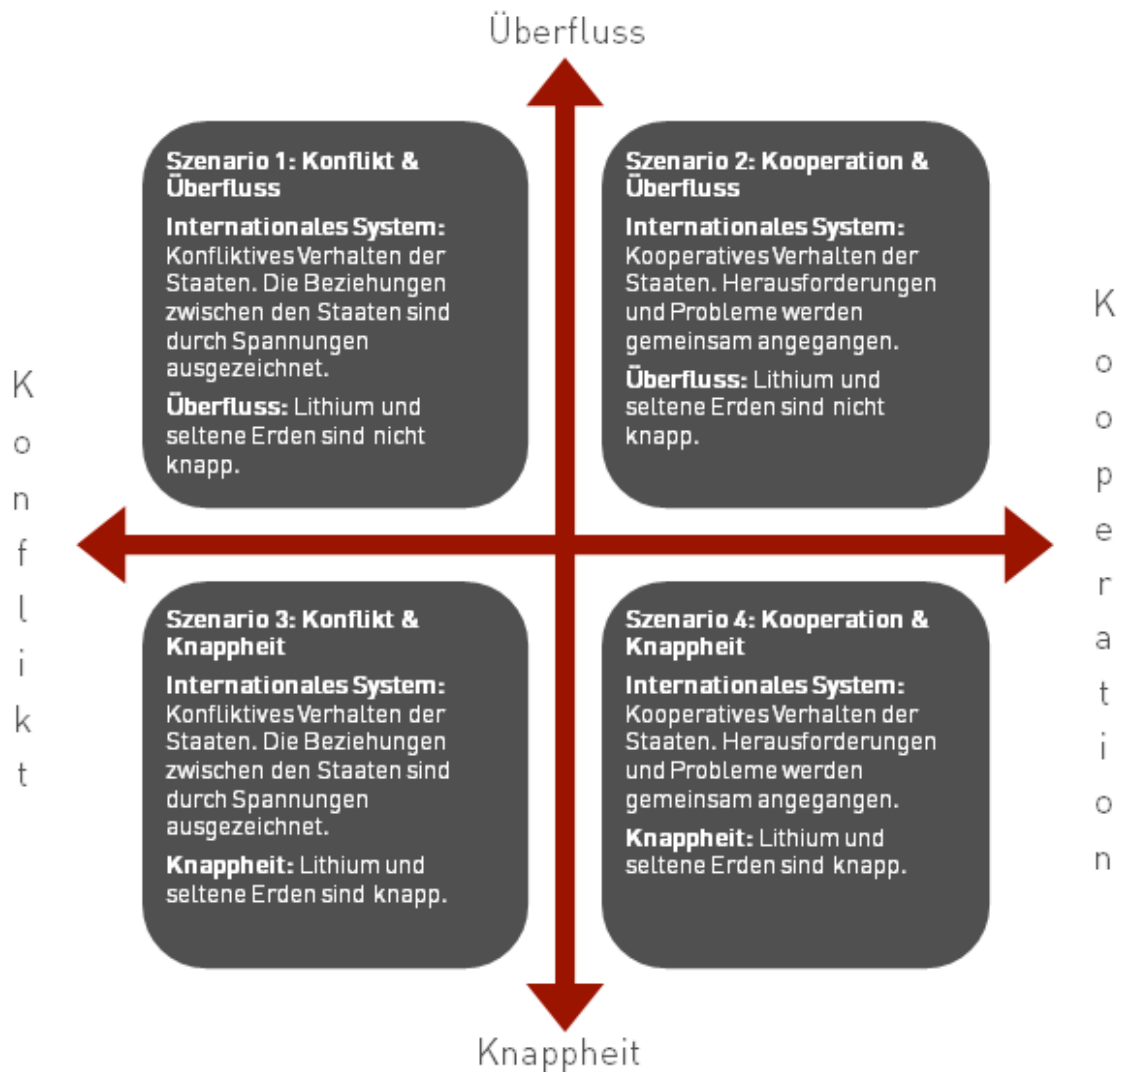 Überfluss
Szenario 1: Konflikt &
Überfluss
Internationales System:
Konfliktives Verhalten der
Staaten. Die Beziehungen
zwischen den Staaten sind
durch Spannungen
ausgezeichnet.
Überfluss: Lithium und
seltene Erden sind nicht
knapp.
Szenario 2: Kooperation &
Überfluss
Internationales System:
Kooperatives Verhalten der
Staaten. Herausforderungen
und Probleme werden
gemeinsam angegangen.
Überfluss: Lithium und
seltene Erden sind nicht
knapp.
Konflikt
Kooperation
Szenario 3: Konflikt &
Knappheit
Internationales System:
Konfliktives Verhalten der
Staaten. Die Beziehungen
zwischen den Staaten sind
durch Spannungen
ausgezeichnet.
Knappheit: Lithium und
seltene Erden sind knapp.
Szenario 4: Kooperation &
Knappheit
Internationales System:
Kooperatives Verhalten der
Staaten. Herausforderungen
und Probleme werden
gemeinsam angegangen.
Knappheit: Lithium und
seltene Erden sind knapp.
Knappheit